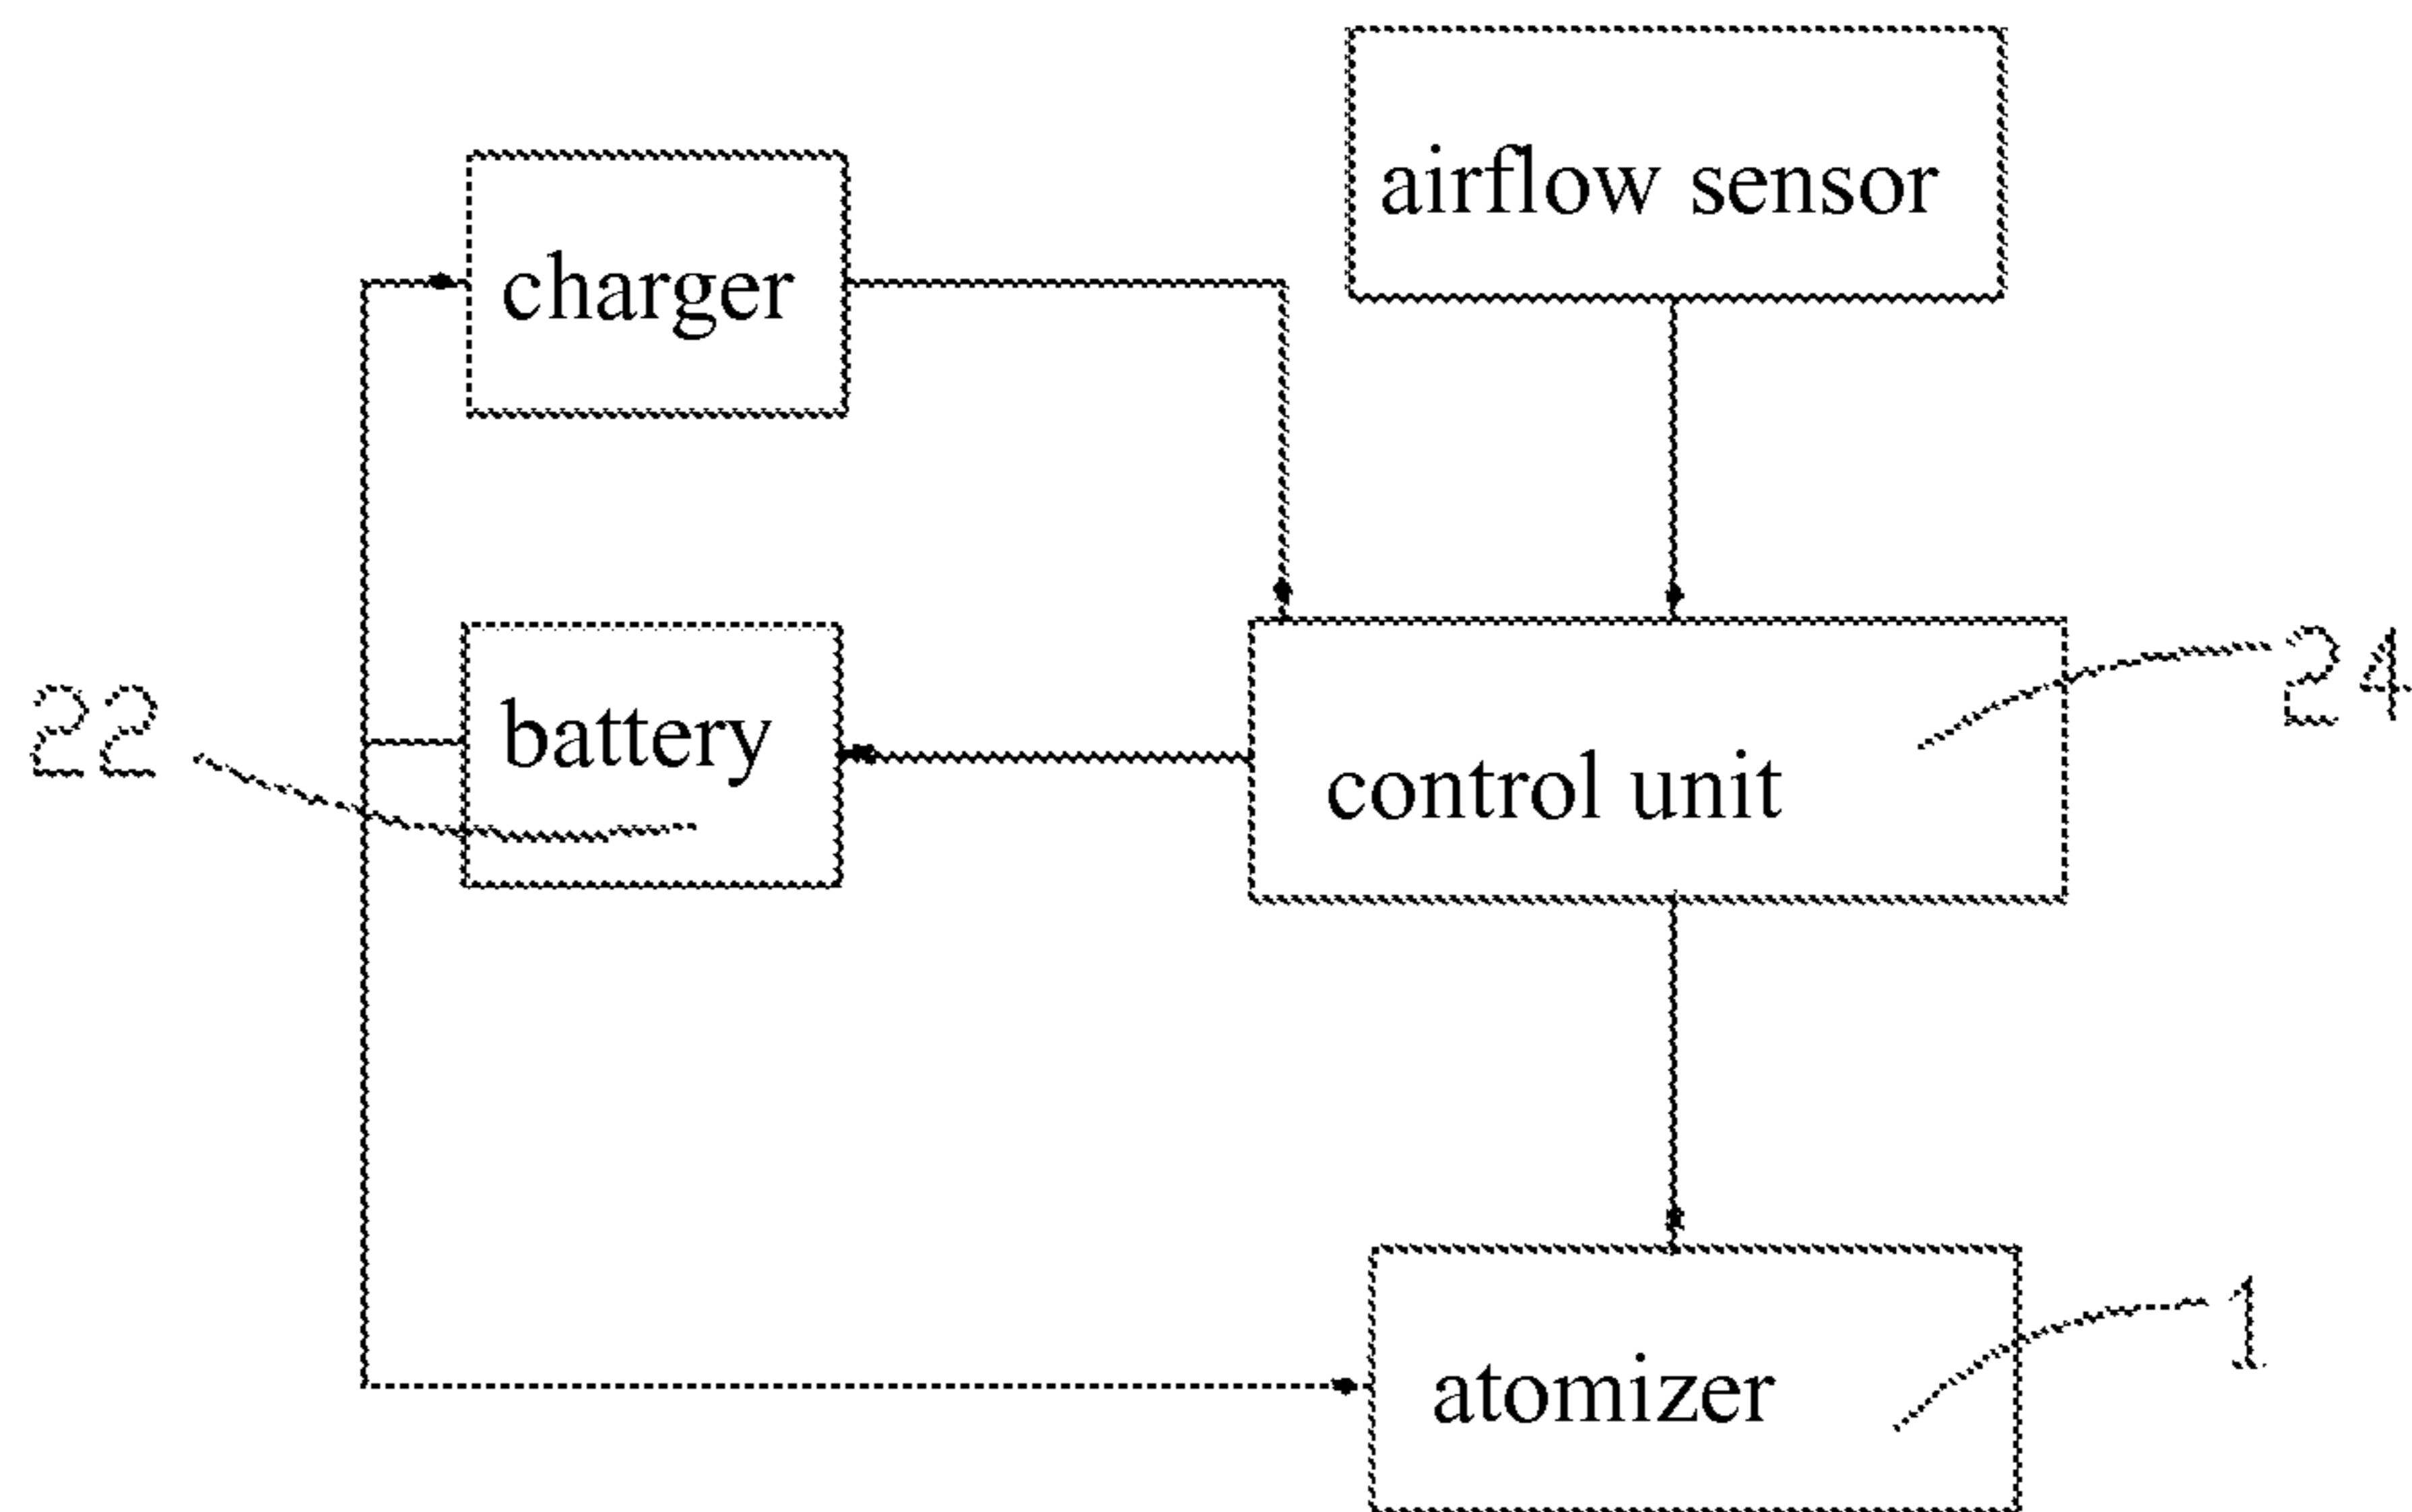 airflow sensor
charger
22
battery
control unit
24
atomizer
1